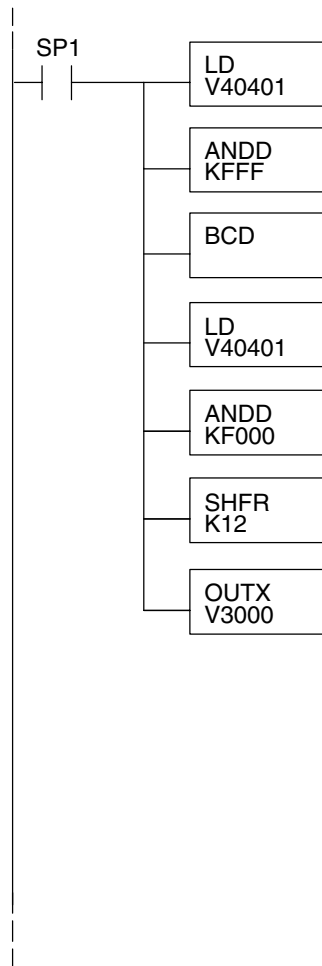 SP1
LD
V40401
ANDD
KFFF
BCD
LD
V40401
ANDD
KF000
SHFR
K12
OUTX
V3000